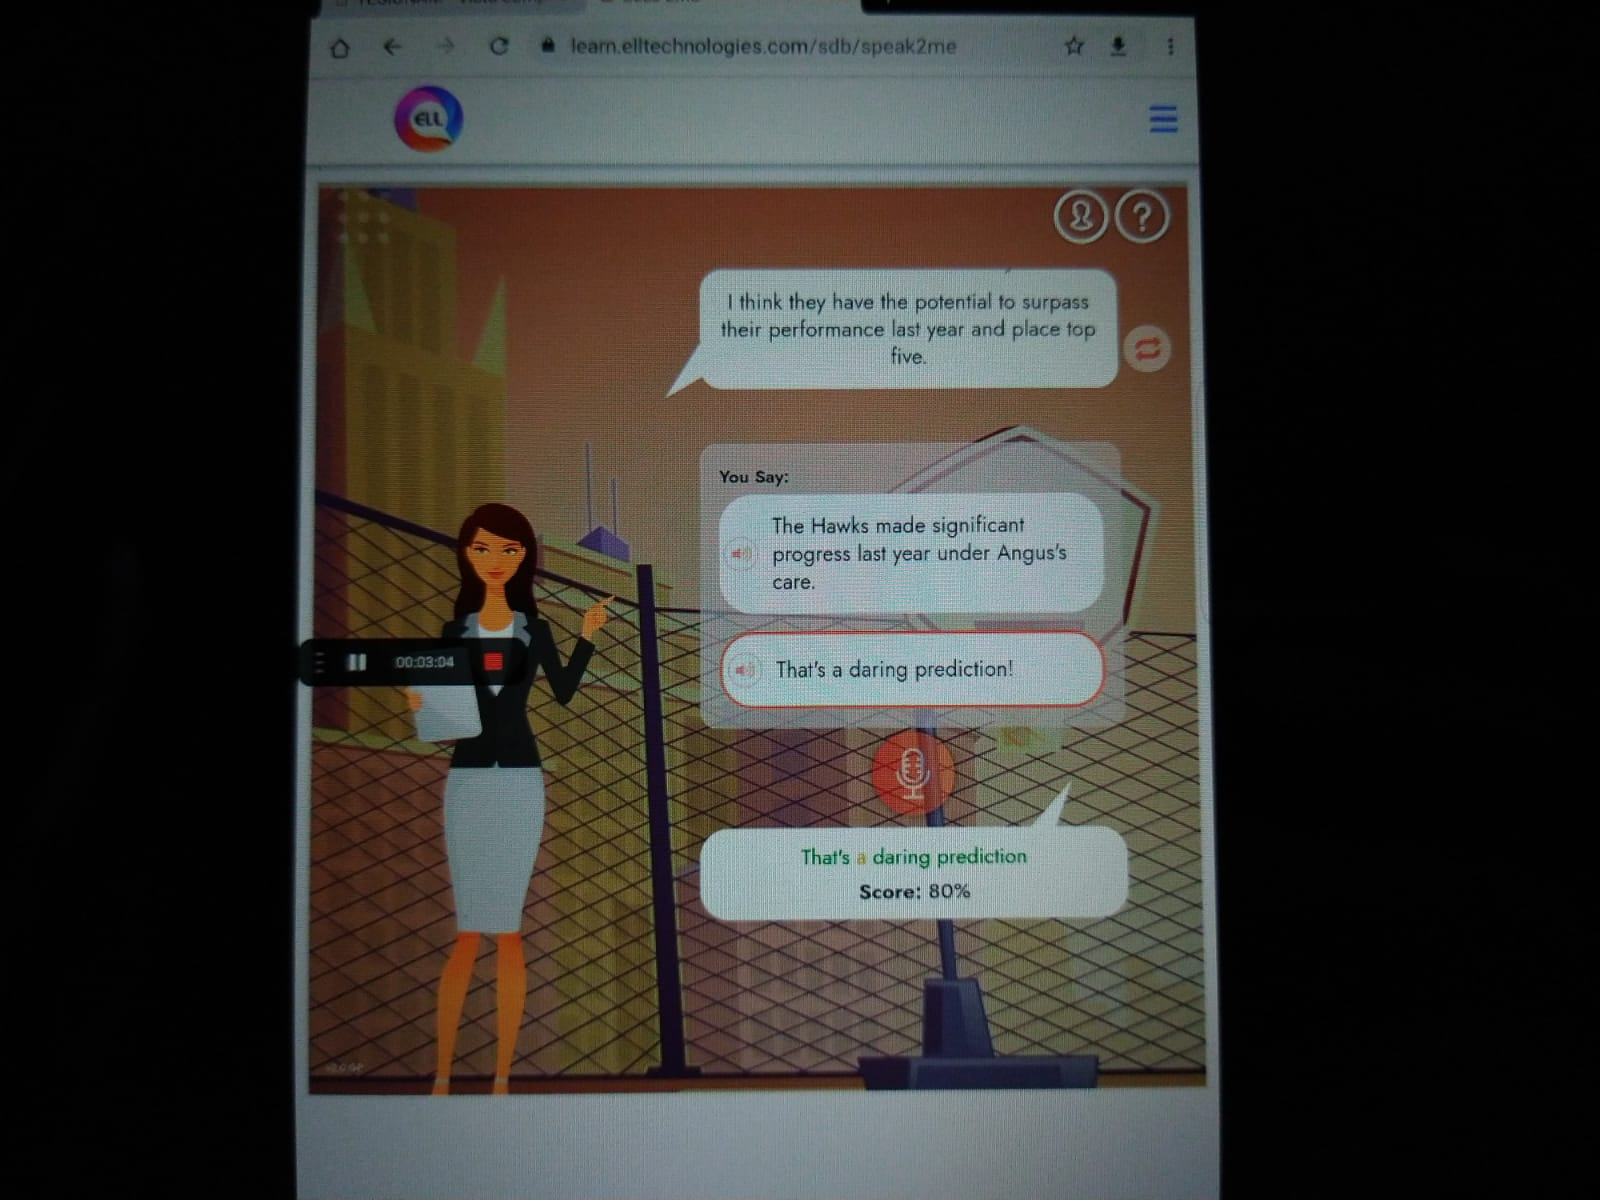 learn.elltechnologies.com/sdb/speak2me
ELL
?
I think they have the potential to surpass
their performance last year and place top
five.
You Say:
The Hawks made significant
progress last year under Angus's
care.
00:03:04
That's a daring prediction!
That's a daring prediction
Score: 80%